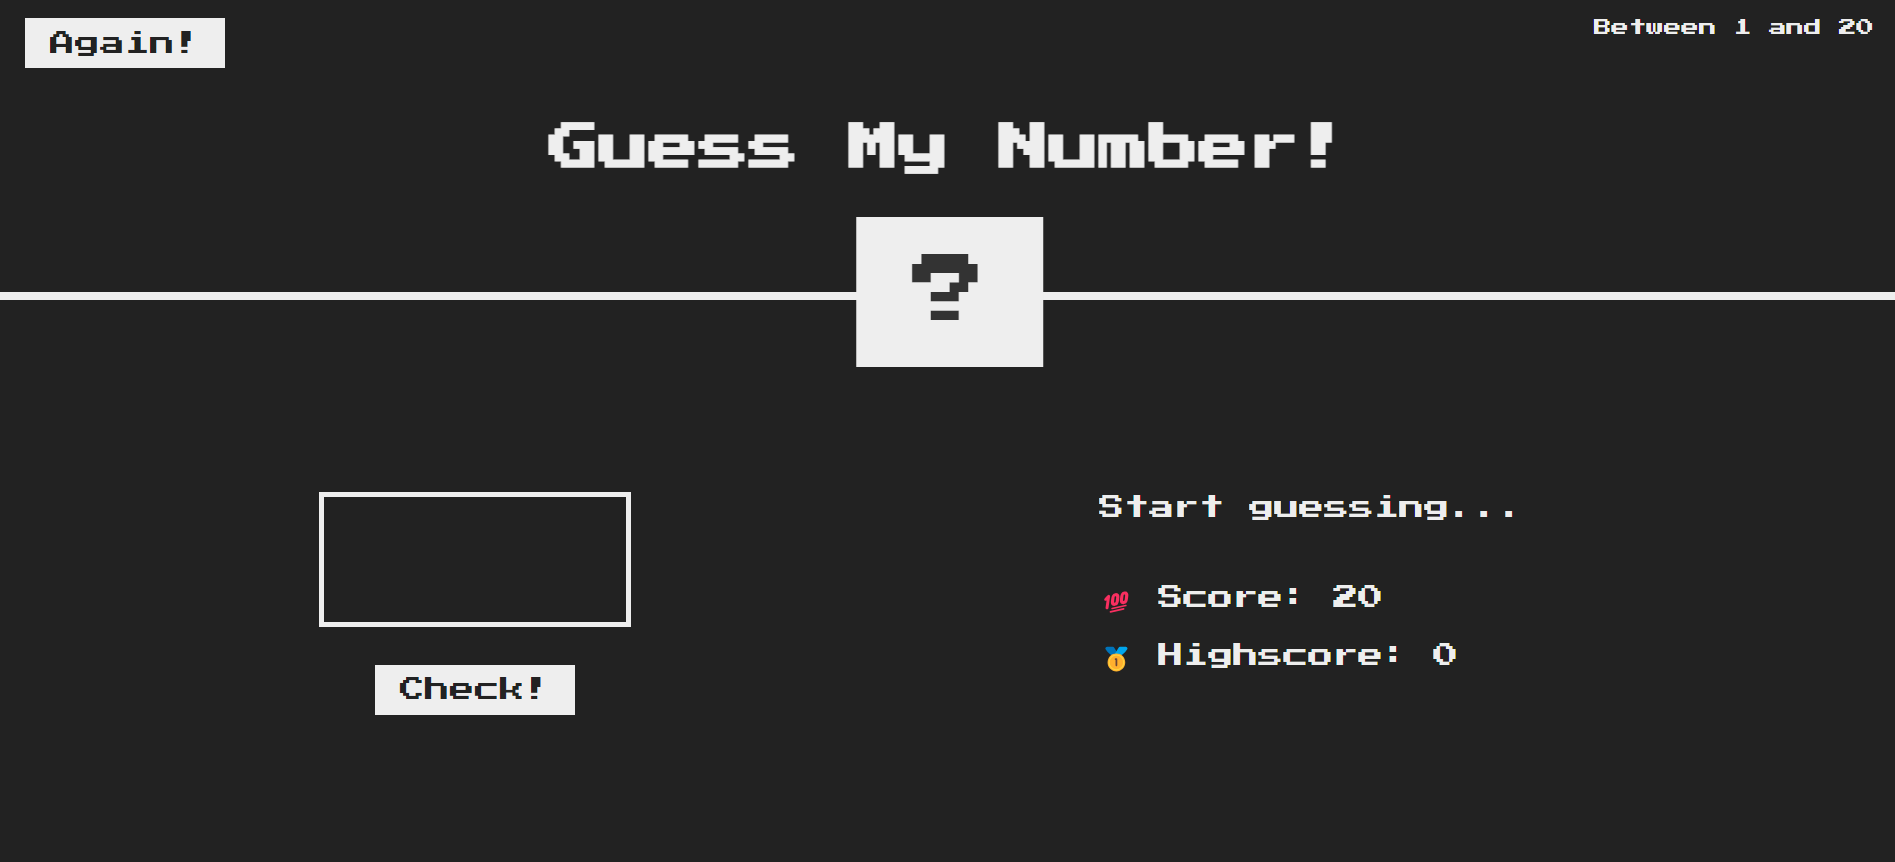 Again!
Between 1 and 20
Guess My Number!
?
Start guessing...
💯 Score: 20
🥇 Highscore: 0
Check!